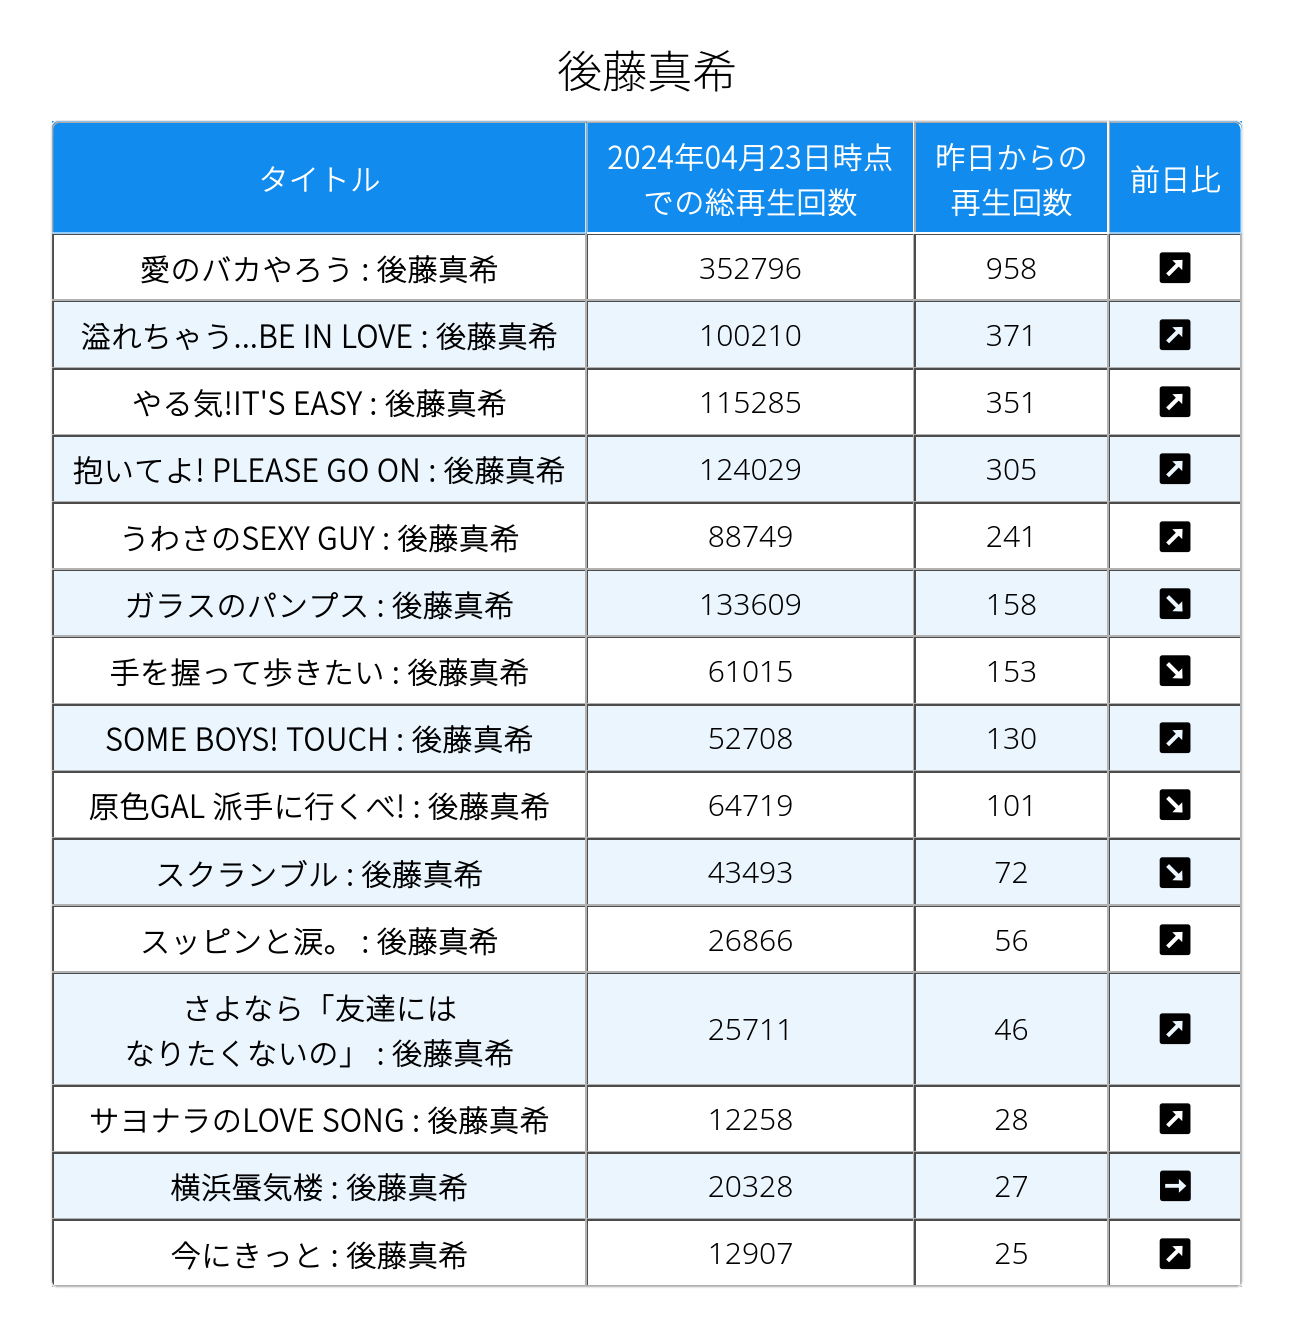 後藤真希
タイトル
2024年04月23日時点
での総再生回数
昨日からの
再生回数
前日比
愛のバカやろう : 後藤真希 352796 958
溢れちゃう...BE IN LOVE : 後藤真希 100210 371
やる気!IT'S EASY : 後藤真希 115285 351
抱いてよ! PLEASE GO ON : 後藤真希 124029 305
うわさのSEXY GUY : 後藤真希 88749 241
ガラスのパンプス : 後藤真希 133609 158
手を握って歩きたい : 後藤真希 61015 153
SOME BOYS! TOUCH : 後藤真希 52708 130
原色GAL 派手に行くべ! : 後藤真希 64719 101
スクランブル : 後藤真希 43493 72
スッピンと涙。 : 後藤真希 26866 56
さよなら「友達には
なりたくないの」 : 後藤真希 25711 46
サヨナラのLOVE SONG : 後藤真希 12258 28
横浜蜃気楼 : 後藤真希 20328 27
今にきっと : 後藤真希 12907 25